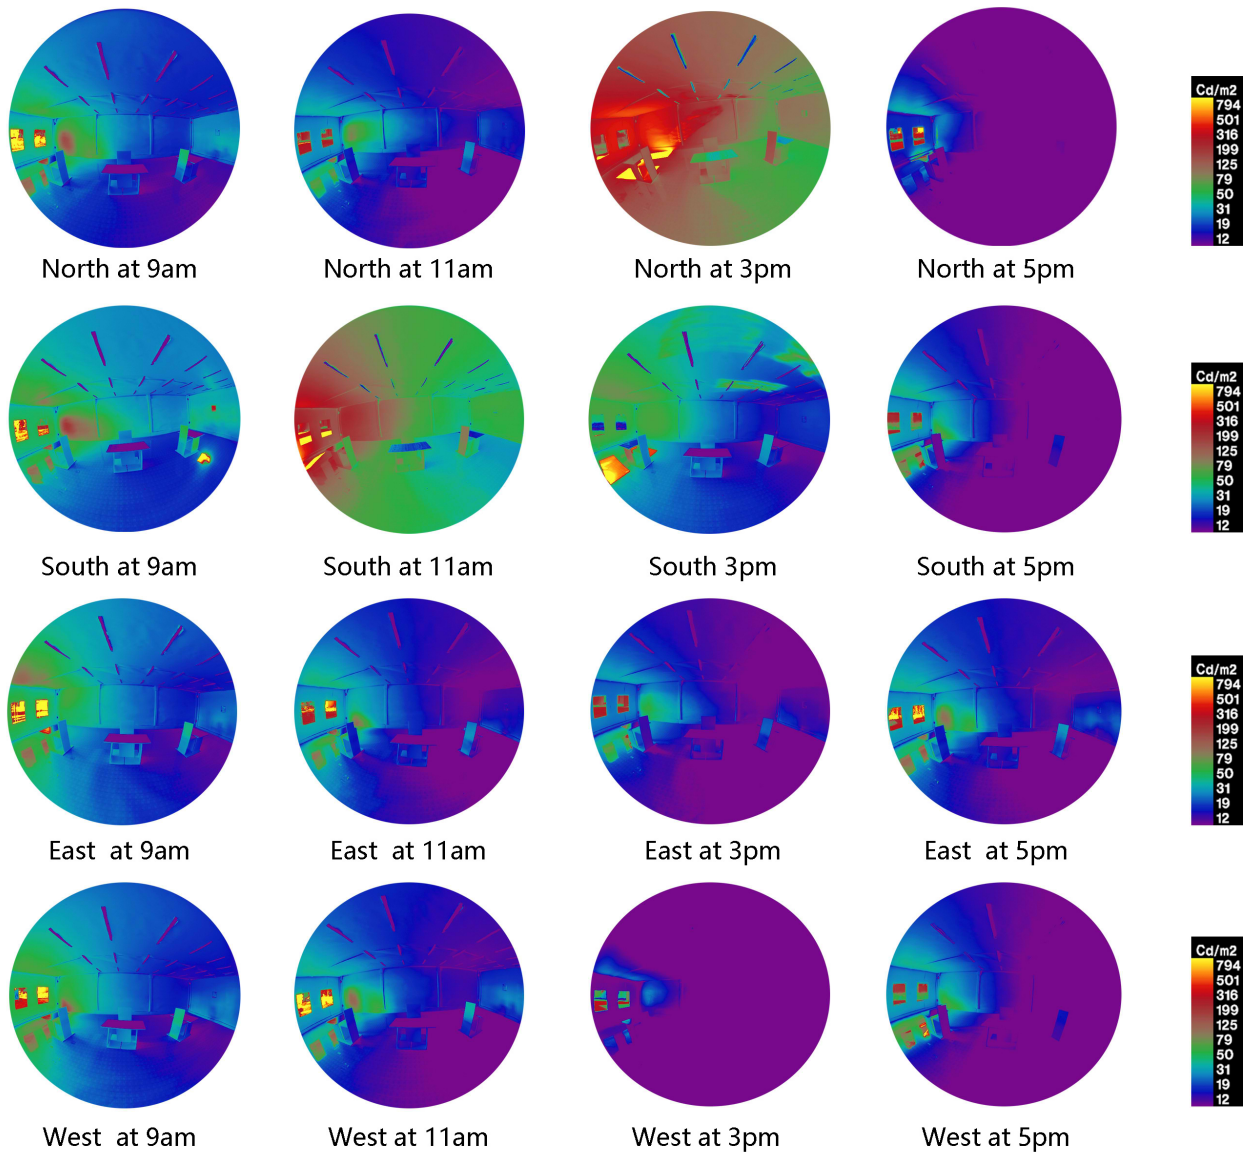 Cd/m2
794
501
316
199
125
79
50
31
19
12
North at 9am
North at 11am
North at 3pm
North at 5pm
Cd/m2
794
501
316
199
125
79
50
31
19
12
South at 9am
South at 11am
South 3pm
South at 5pm
Cd/m2
794
501
316
199
125
79
50
31
19
12
East  at 9am
East  at 11am
East at 3pm
East  at 5pm
Cd/m2
794
501
316
199
125
79
50
31
19
12
West  at 9am
West at 11am
West at 3pm
West at 5pm